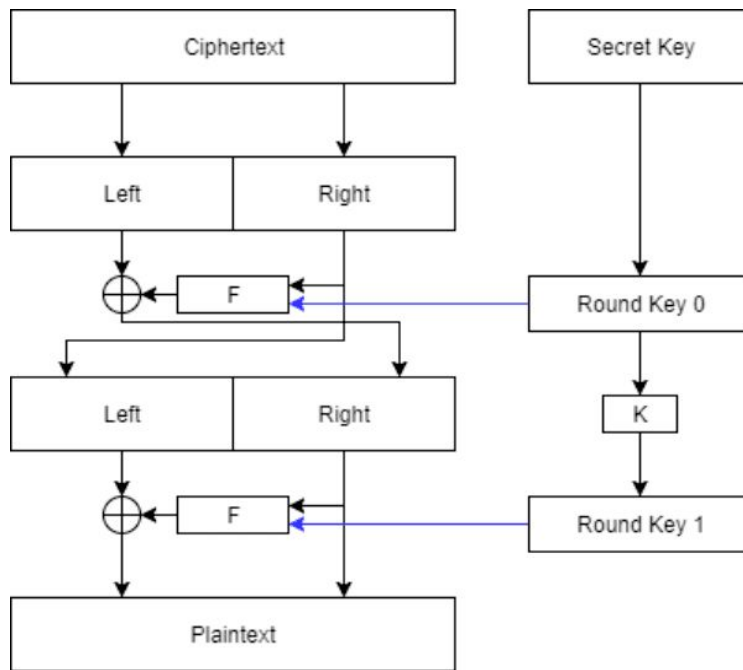 Ciphertext
Secret Key
Left
Right
F
Round Key 0
Left
Right
K
F
Round Key 1
Plaintext